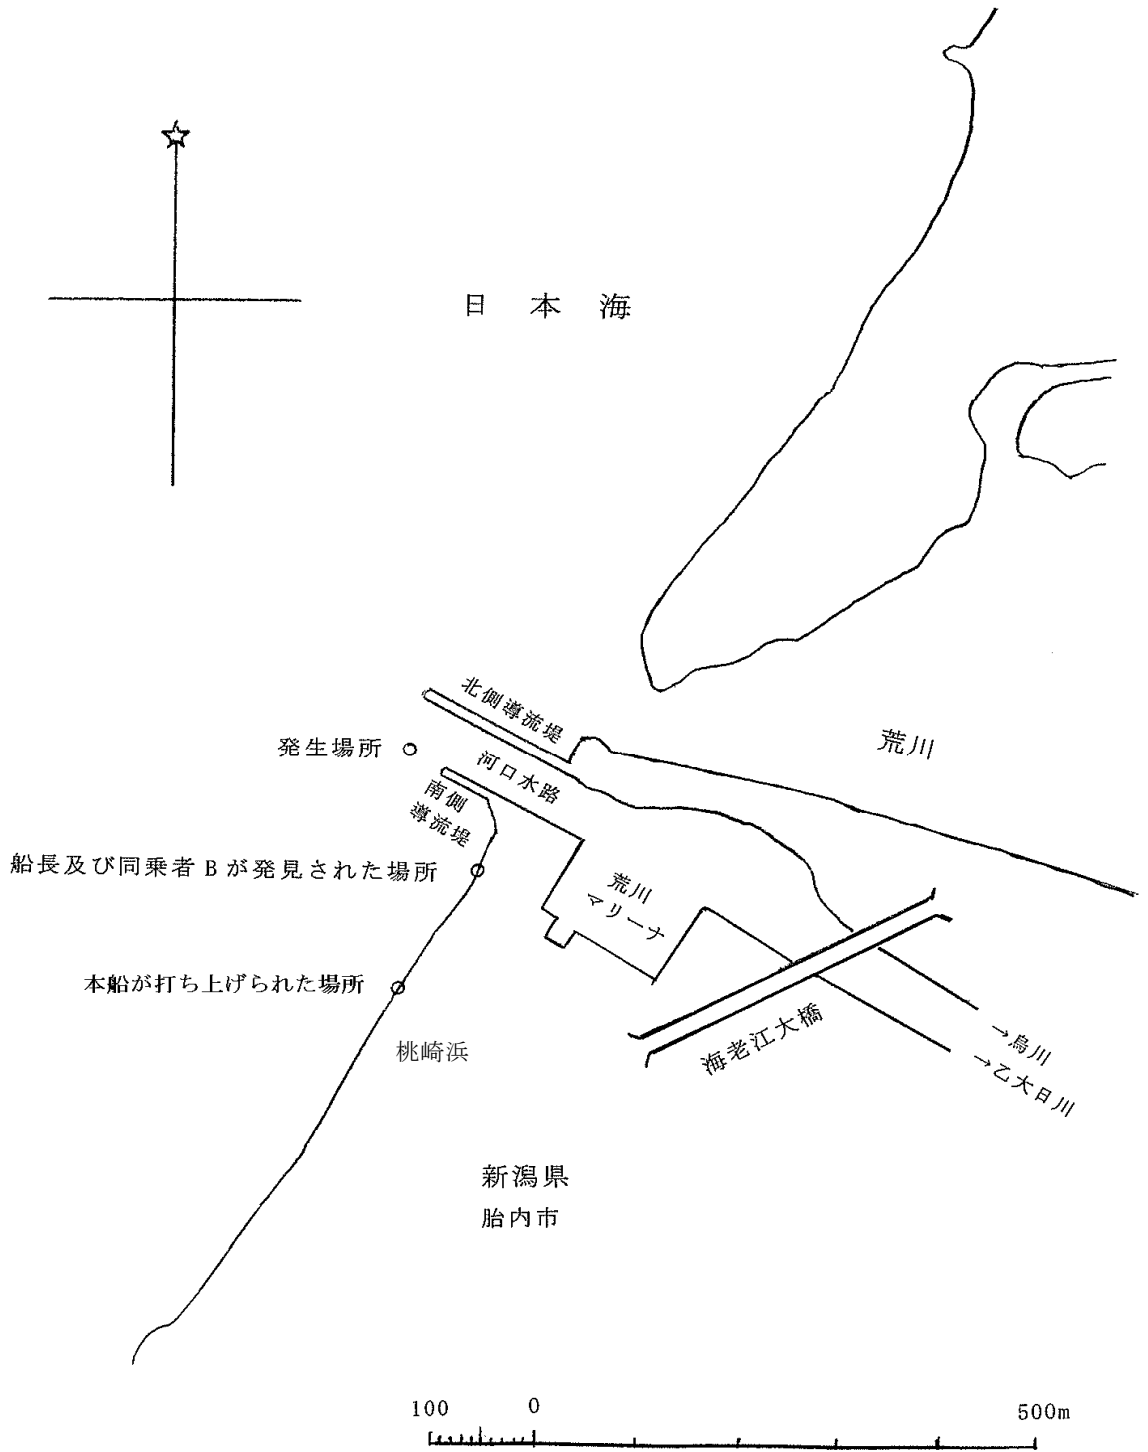 日本海
北側導流堤
荒川
発生場所
河口水路
南側
導流堤
船長及び同乗者Bが発見された場所
荒川
マリーナ
本船が打ち上げられた場所
海老江大橋
→烏川
桃崎浜
→乙大日川
新潟県
胎内市
100 0 500m